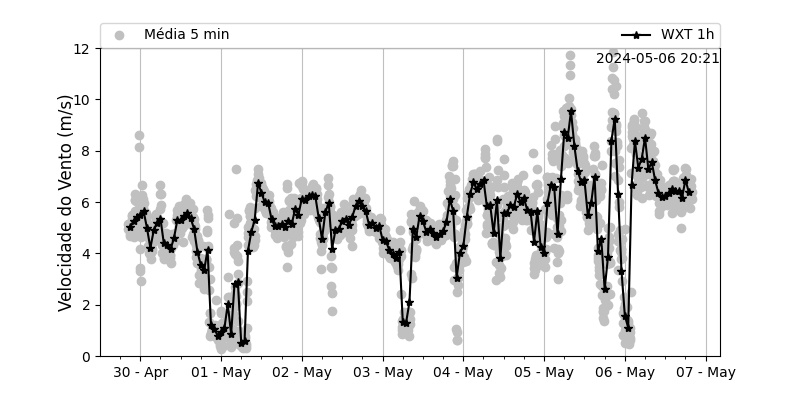 Média 5 min
WXT 1h
2024-05-06 20:21
Velocidade do Vento (m/s)
12
10
8
6
4
2
0
30 - Apr
01 - May
02 - May
03 - May
04 - May
05 - May
06 - May
07 - May